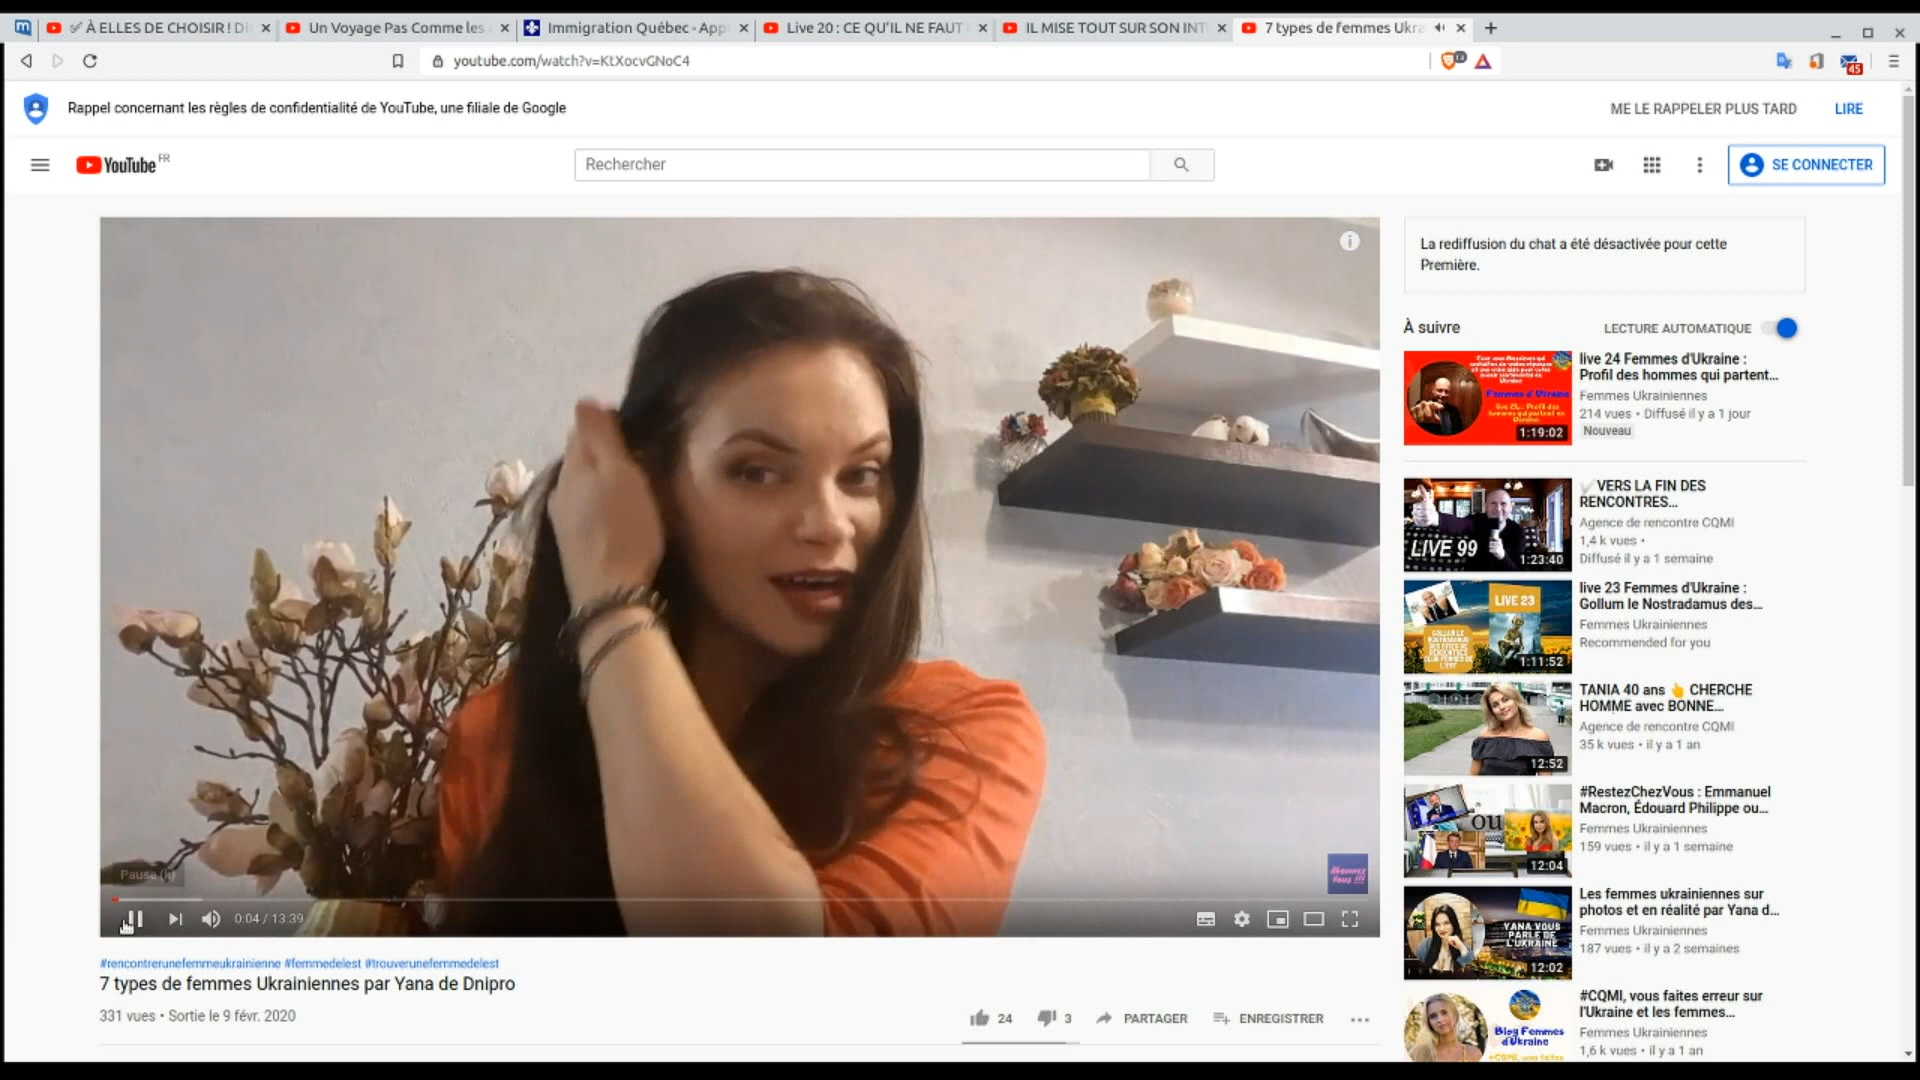 ✓ À ELLES DE CHOISIR ! D
Un Voyage Pas Comme les
Immigration Québec - App
Live 20 : CE QU'IL NE FAUT
IL MISE TOUT SUR SON INT
7 types de femmes Ukra
youtube.com/watch?v=KtXocvGNoC4
45
Rappel concernant les règles de confidentialité de YouTube, une filiale de Google
ME LE RAPPELER PLUS TARD
LIRE
YouTube FR
Rechercher
SE CONNECTER
La rediffusion du chat a été désactivée pour cette
Première.
À suivre
LECTURE AUTOMATIQUE
live 24 Femmes d'Ukraine :
Profil des hommes qui partent...
Femmes Ukrainiennes
214 vues • Diffusé il y a 1 jour
Nouveau
Femmes d'Ukraine
1:19:02
✓VERS LA FIN DES
RENCONTRES...
Agence de rencontre CQMI
1,4 k vues •
Diffusé il y a 1 semaine
LIVE 99
1:23:40
live 23 Femmes d'Ukraine :
Gollum le Nostradamus des...
Femmes Ukrainiennes
Recommended for you
LIVE 23
1:11:52
TANIA 40 ans 👆 CHERCHE
HOMME avec BONNE...
Agence de rencontre CQMI
35 k vues • il y a 1 an
12:52
#RestezChezVous : Emmanuel
Macron, Édouard Philippe ou...
Femmes Ukrainiennes
159 vues • il y a 1 semaine
ou
12:04
Les femmes ukrainiennes sur
photos et en réalité par Yana d...
Femmes Ukrainiennes
187 vues • il y a 2 semaines
YANA VOUS
PARLE DE
L'UKRAINE
12:02
#CQMI, vous faites erreur sur
l'Ukraine et les femmes...
Femmes Ukrainiennes
1,6 k vues • il y a 1 an
Blog Femmes
d'Ukraine
Abonnez
Vous !!!
Pause (k)
0:04 / 13:39
#rencontrerunefemmeukrainienne #femmedelest #trouverunefemmedelest
7 types de femmes Ukrainiennes par Yana de Dnipro
331 vues • Sortie le 9 févr. 2020
24
3
PARTAGER
ENREGISTRER